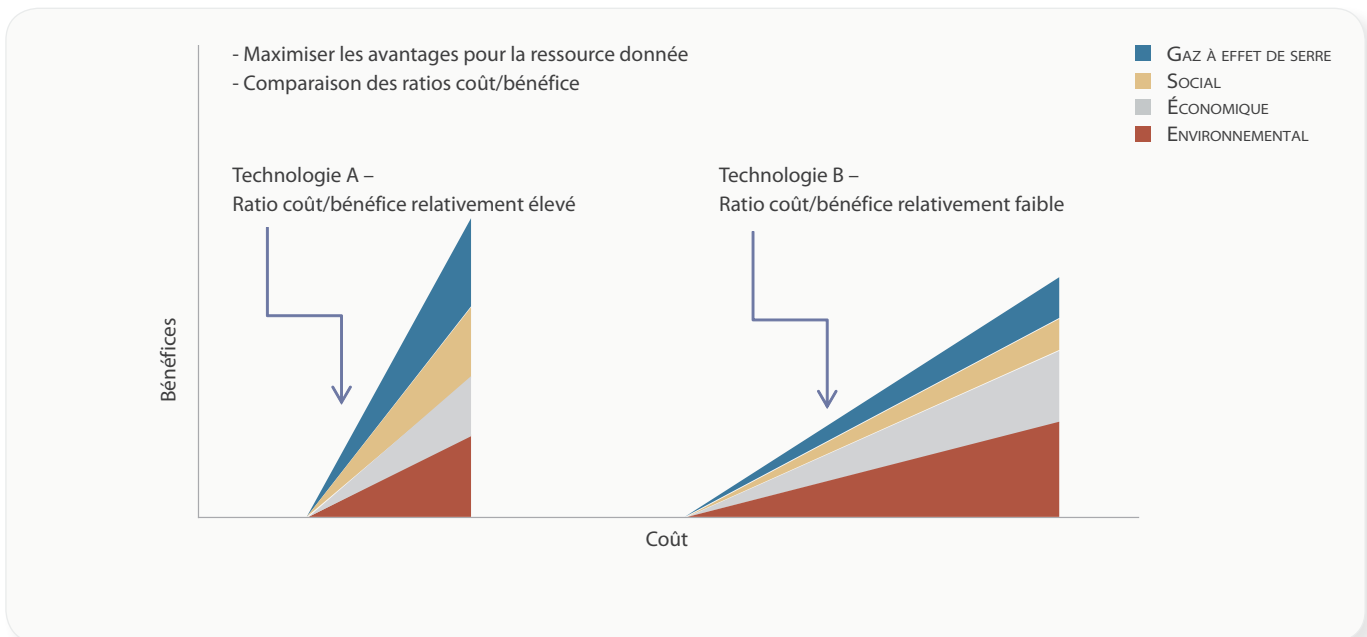 - Maximiser les avantages pour la ressource donnée
- Comparaison des ratios coût/bénéfice
Gaz à effet de serre
Social
Économique
Environnemental
Technologie A –
Ratio coût/bénéfice relativement élevé
Technologie B –
Ratio coût/bénéfice relativement faible
Bénéfices
Coût